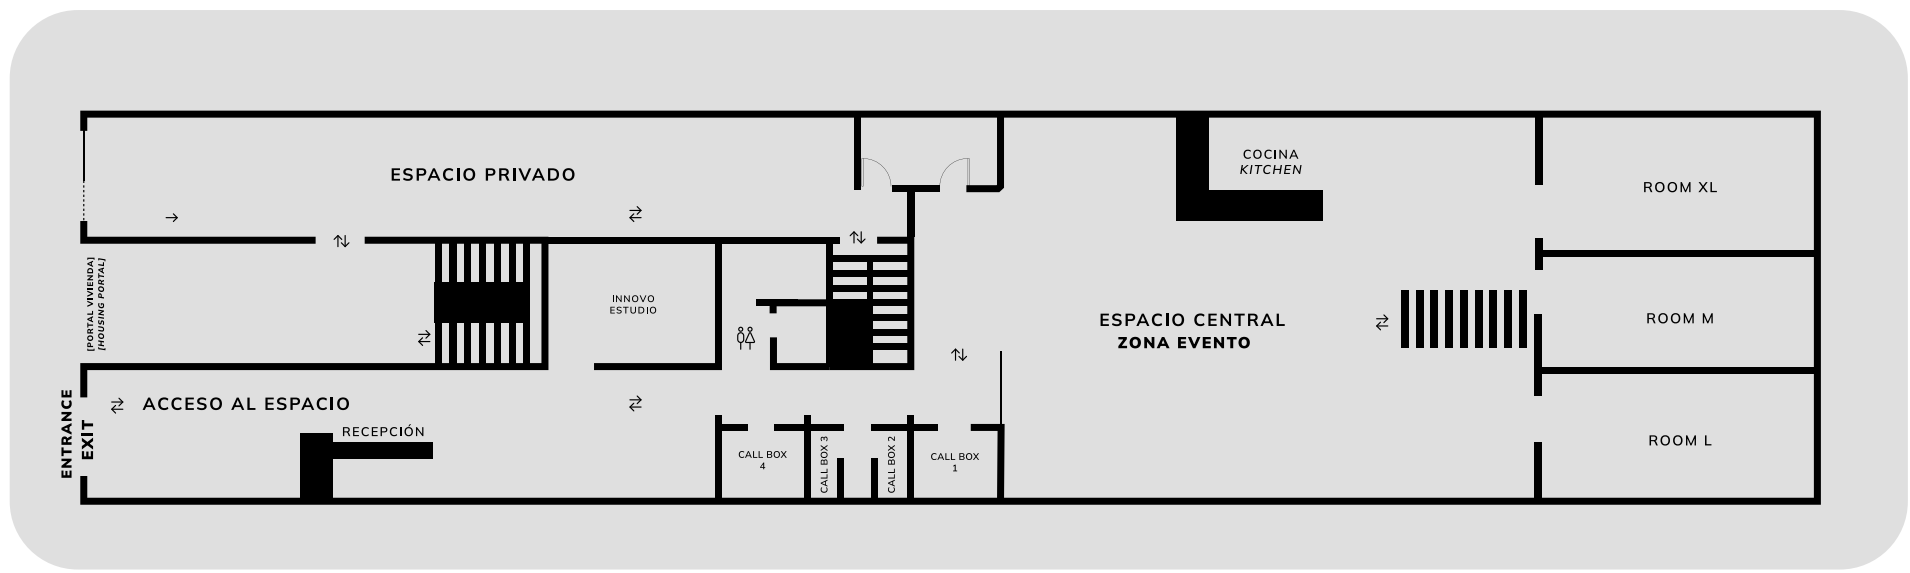 ESPACIO PRIVADO
COCINA
KITCHEN
ROOM XL
[PORTAL VIVIENDA]
[HOUSING PORTAL]
INNOVO
ESTUDIO
ESPACIO CENTRAL
ZONA EVENTO
ROOM M
ENTRANCE
EXIT
ACCESO AL ESPACIO
RECEPCIÓN
CALL BOX
4
CALL BOX 3
CALL BOX 2
CALL BOX
1
ROOM L